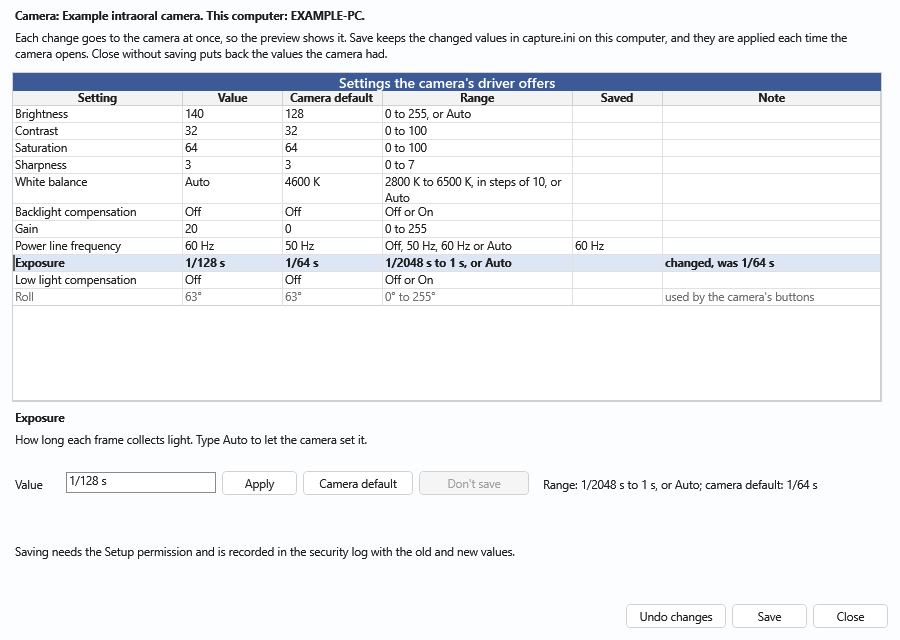 Camera: Example intraoral camera. This computer: EXAMPLE-PC.
Each change goes to the camera at once, so the preview shows it. Save keeps the changed values in capture.ini on this computer, and they are applied each time the
camera opens. Close without saving puts back the values the camera had.
Settings the camera's driver offers
Setting Value Camera default Range Saved Note
Brightness 140 128 0 to 255, or Auto
Contrast 32 32 0 to 100
Saturation 64 64 0 to 100
Sharpness 3 3 0 to 7
White balance Auto 4600 K 2800 K to 6500 K, in steps of 10, or
Auto
Backlight compensation Off Off Off or On
Gain 20 0 0 to 255
Power line frequency 60 Hz 50 Hz Off, 50 Hz, 60 Hz or Auto 60 Hz
Exposure 1/128 s 1/64 s 1/2048 s to 1 s, or Auto changed, was 1/64 s
Low light compensation Off Off Off or On
Roll 63° 63° 0° to 255° used by the camera's buttons
Exposure
How long each frame collects light. Type Auto to let the camera set it.
Value 1/128 s Apply Camera default Don't save Range: 1/2048 s to 1 s, or Auto; camera default: 1/64 s
Saving needs the Setup permission and is recorded in the security log with the old and new values.
Undo changes Save Close